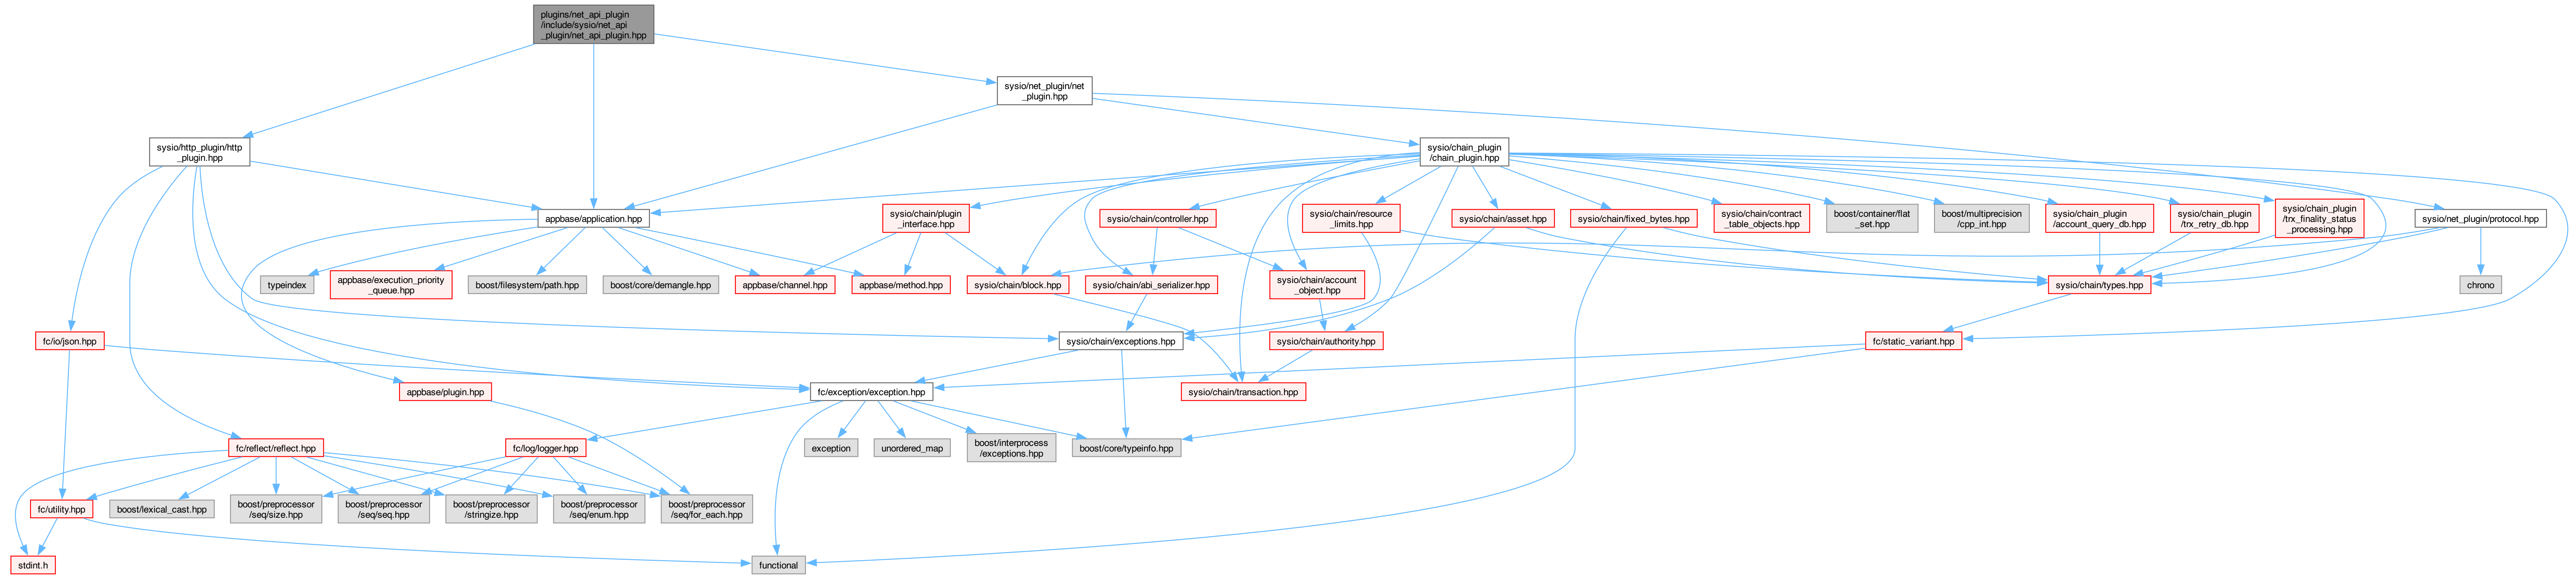 plugins/net_api_plugin
/include/sysio/net_api
_plugin/net_api_plugin.hpp
sysio/net_plugin/net
_plugin.hpp
sysio/http_plugin/http
_plugin.hpp
sysio/chain_plugin
/chain_plugin.hpp
appbase/application.hpp
sysio/chain/plugin
_interface.hpp
sysio/chain/controller.hpp
sysio/chain/resource
_limits.hpp
sysio/chain/asset.hpp
sysio/chain/fixed_bytes.hpp
sysio/chain/contract
_table_objects.hpp
boost/container/flat
_set.hpp
boost/multiprecision
/cpp_int.hpp
sysio/chain_plugin
/account_query_db.hpp
sysio/chain_plugin
/trx_retry_db.hpp
sysio/chain_plugin
/trx_finality_status
_processing.hpp
sysio/net_plugin/protocol.hpp
typeindex
appbase/execution_priority
_queue.hpp
boost/filesystem/path.hpp
boost/core/demangle.hpp
appbase/channel.hpp
appbase/method.hpp
sysio/chain/block.hpp
sysio/chain/abi_serializer.hpp
sysio/chain/account
_object.hpp
sysio/chain/types.hpp
chrono
fc/io/json.hpp
sysio/chain/exceptions.hpp
sysio/chain/authority.hpp
fc/static_variant.hpp
appbase/plugin.hpp
fc/exception/exception.hpp
sysio/chain/transaction.hpp
fc/reflect/reflect.hpp
fc/log/logger.hpp
exception
unordered_map
boost/interprocess
/exceptions.hpp
boost/core/typeinfo.hpp
fc/utility.hpp
boost/lexical_cast.hpp
boost/preprocessor
/seq/size.hpp
boost/preprocessor
/seq/seq.hpp
boost/preprocessor
/stringize.hpp
boost/preprocessor
/seq/enum.hpp
boost/preprocessor
/seq/for_each.hpp
stdint.h
functional